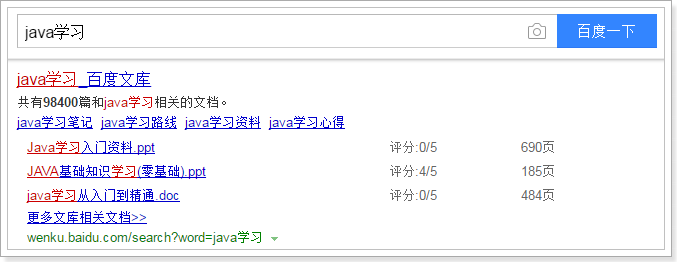 java学习 百度一下
java学习_百度文库
共有98400篇和java学习相关的文档。
java学习笔记 java学习路线 java学习资料 java学习心得
Java学习入门资料.ppt 评分:0/5 690页
JAVA基础知识学习(零基础).ppt 评分:4/5 185页
java学习从入门到精通.doc 评分:0/5 484页
更多文库相关文档>>
wenku.baidu.com/search?word=java学习